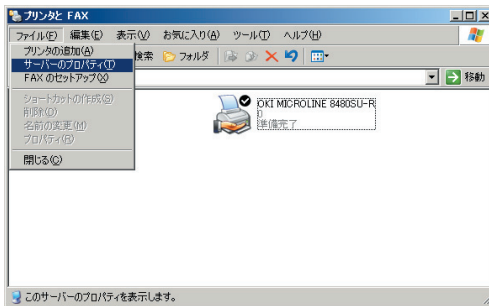 プリンタと FAX
ファイル(F) 編集(E) 表示(V) お気に入り(A) ツール(T) ヘルプ(H)
プリンタの追加(A)
サーバーのプロパティ(T)
FAX のセットアップ(X)
ショートカットの作成(S)
削除(D)
名前の変更(M)
プロパティ(R)
閉じる(C)
検索 フォルダ
移動
OKI MICROLINE 8480SU-R
0
準備完了
このサーバーのプロパティを表示します。